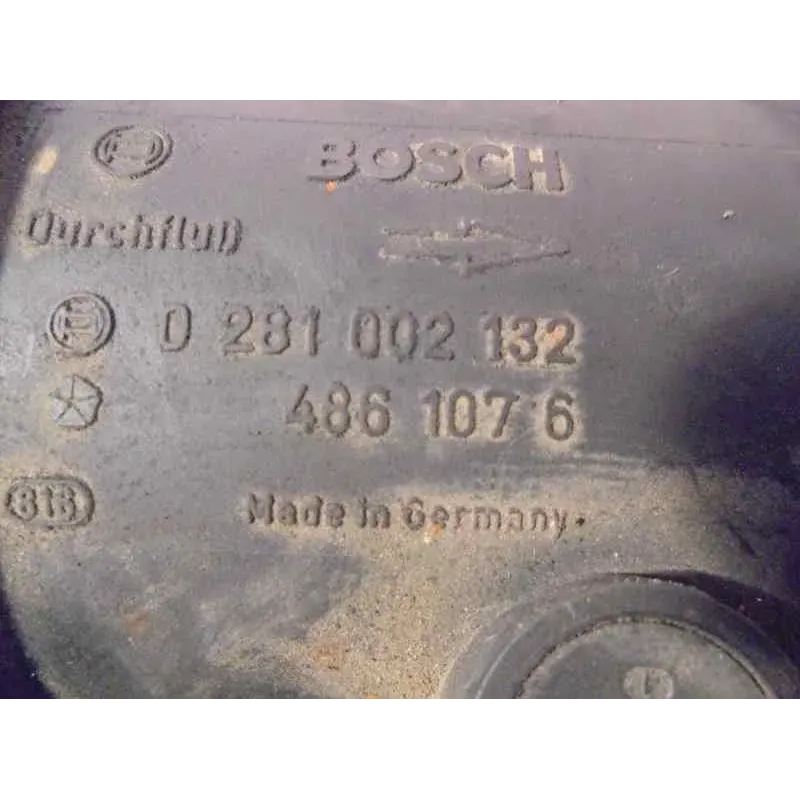 BOSCH
Durchfluß
0 281 002 132
486 107 6
818
Made in Germany.